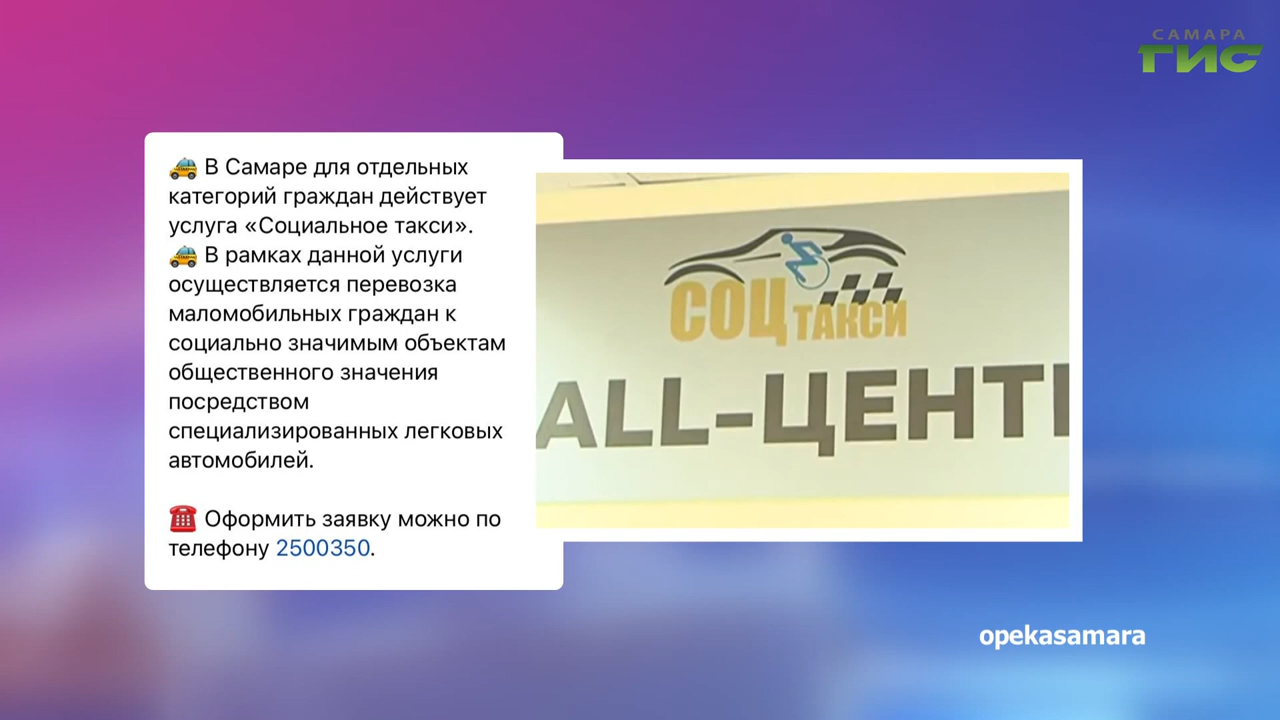 САМАРА
ГИС
🚕 В Самаре для отдельных
категорий граждан действует
услуга «Социальное такси».
🚕 В рамках данной услуги
осуществляется перевозка
маломобильных граждан к
социально значимым объектам
общественного значения
посредством
специализированных легковых
автомобилей.
☎️ Оформить заявку можно по
телефону 2500350.
СОЦ ТАКСИ
ALL-ЦЕНТ
opekasamara